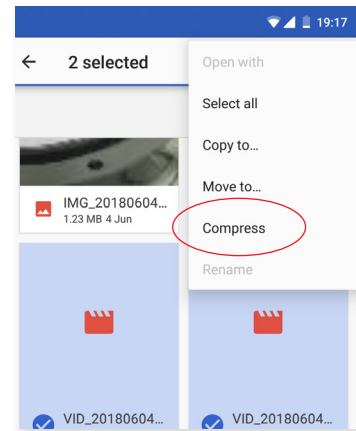 19:17
2 selected
Open with
Select all
Copy to…
Move to…
IMG_20180604…
1.23 MB 4 Jun
Compress
Rename
VID_20180604…
VID_20180604…